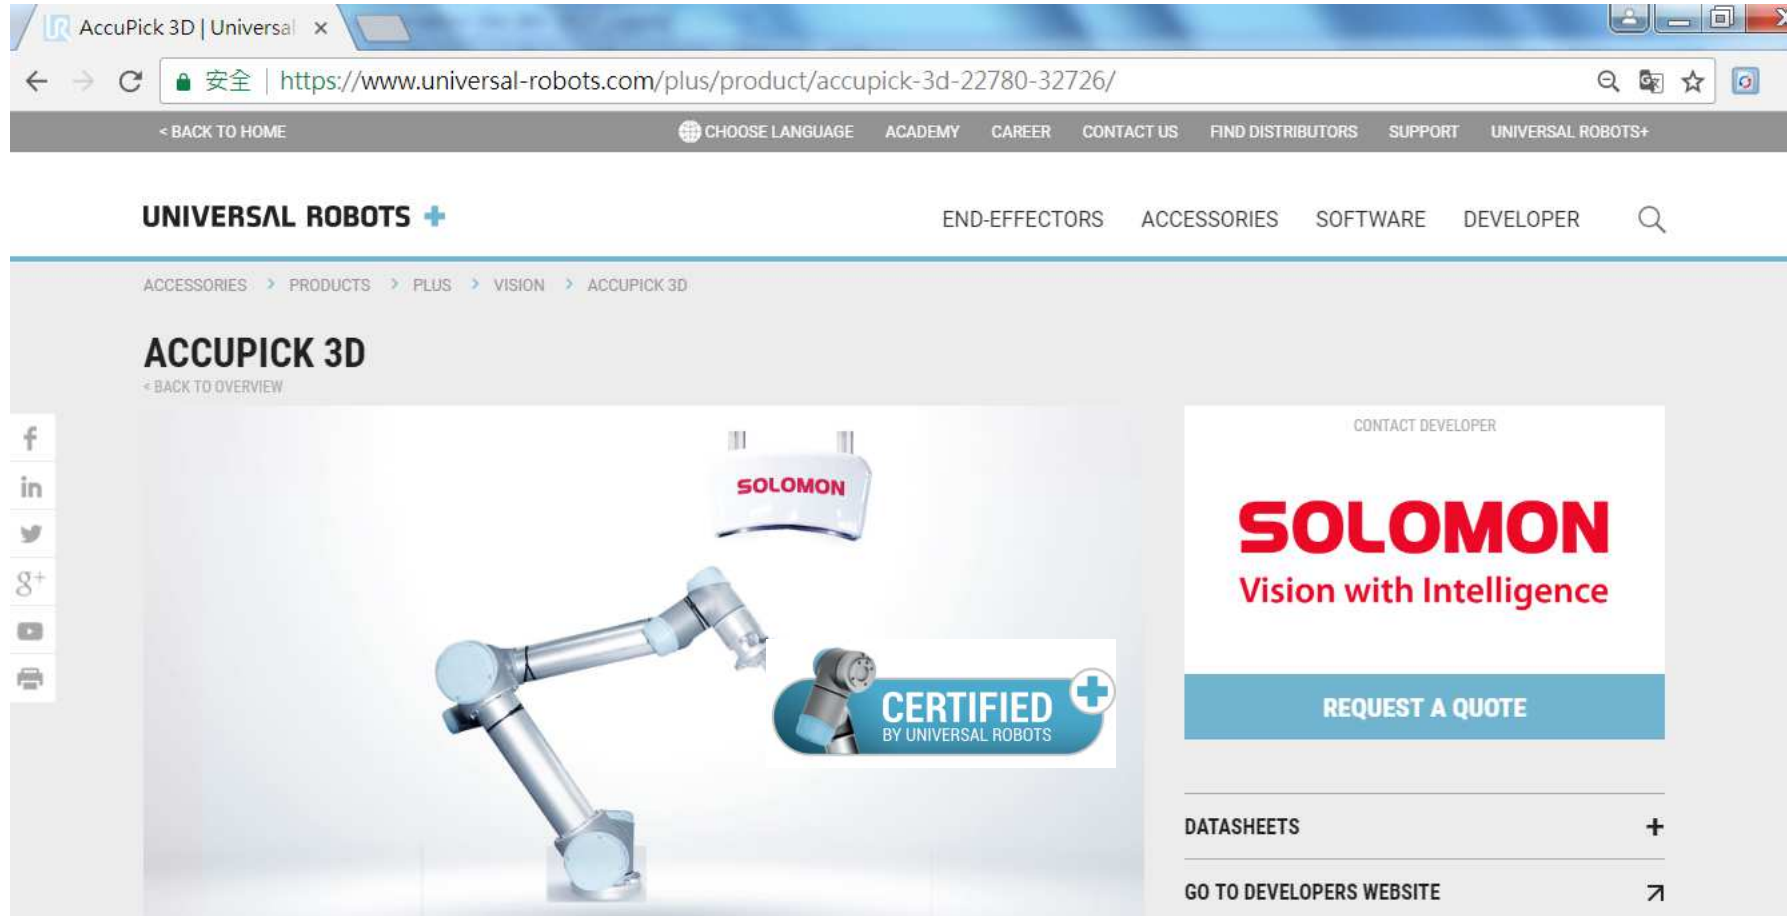 AccuPick 3D | Universal
安全 | https://www.universal-robots.com/plus/product/accupick-3d-22780-32726/
< BACK TO HOME
CHOOSE LANGUAGE ACADEMY CAREER CONTACT US FIND DISTRIBUTORS SUPPORT UNIVERSAL ROBOTS+
UNIVERSAL ROBOTS +
END-EFFECTORS ACCESSORIES SOFTWARE DEVELOPER
ACCESSORIES > PRODUCTS > PLUS > VISION > ACCUPICK 3D
ACCUPICK 3D
< BACK TO OVERVIEW
f
in
g+
SOLOMON
CERTIFIED
BY UNIVERSAL ROBOTS
CONTACT DEVELOPER
SOLOMON
Vision with Intelligence
REQUEST A QUOTE
DATASHEETS +
GO TO DEVELOPERS WEBSITE